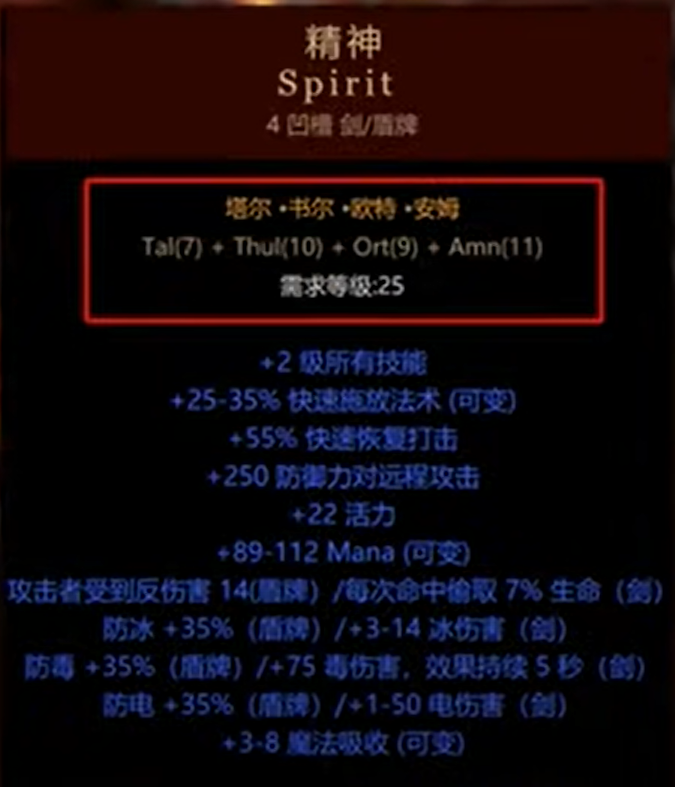 精神
Spirit
4 凹槽 剑/盾牌
塔尔 •书尔 •欧特 •安姆
Tal(7) + Thul(10) + Ort(9) + Amn(11)
需求等级:25
+2 级所有技能
+25-35% 快速施放法术 (可变)
+55% 快速恢复打击
+250 防御力对远程攻击
+22 活力
+89-112 Mana (可变)
攻击者受到反伤害 14(盾牌）/每次命中偷取 7% 生命（剑）
防冰 +35%（盾牌）/+3-14 冰伤害（剑）
防毒 +35%（盾牌）/+75 毒伤害，效果持续 5 秒（剑）
防电 +35%（盾牌）/+1-50 电伤害（剑）
+3-8 魔法吸收 (可变)